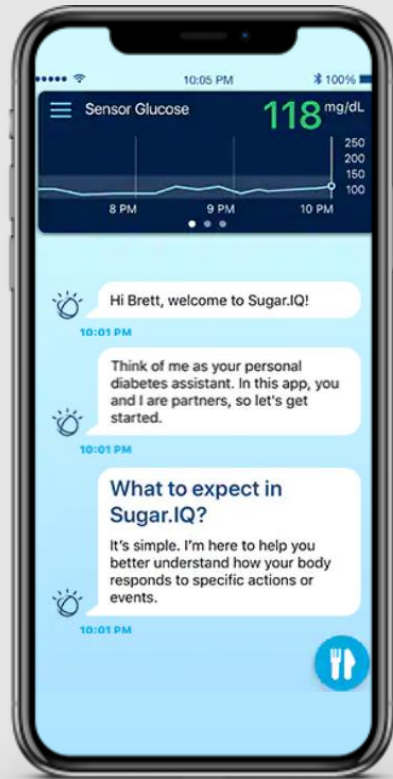 10:05 PM 100%
Sensor Glucose 118 mg/dL
250
200
150
100
8 PM 9 PM 10 PM
Hi Brett, welcome to Sugar.IQ!
10:01 PM
Think of me as your personal
diabetes assistant. In this app, you
and I are partners, so let's get
started.
10:01 PM
What to expect in
Sugar.IQ?
It's simple. I'm here to help you
better understand how your body
responds to specific actions or
events.
10:01 PM